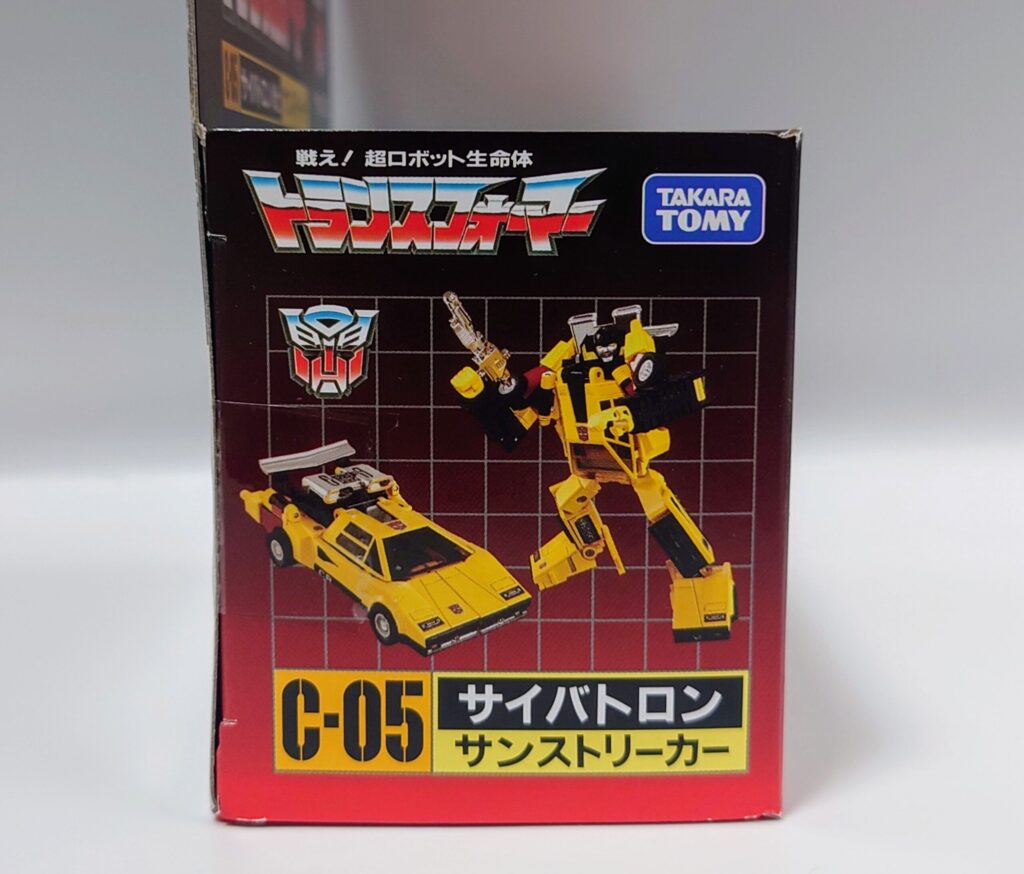 戦え! 超ロボット生命体
トランスフォーマー
TAKARA
TOMY
C-05
サイバトロン
サンストリーカー